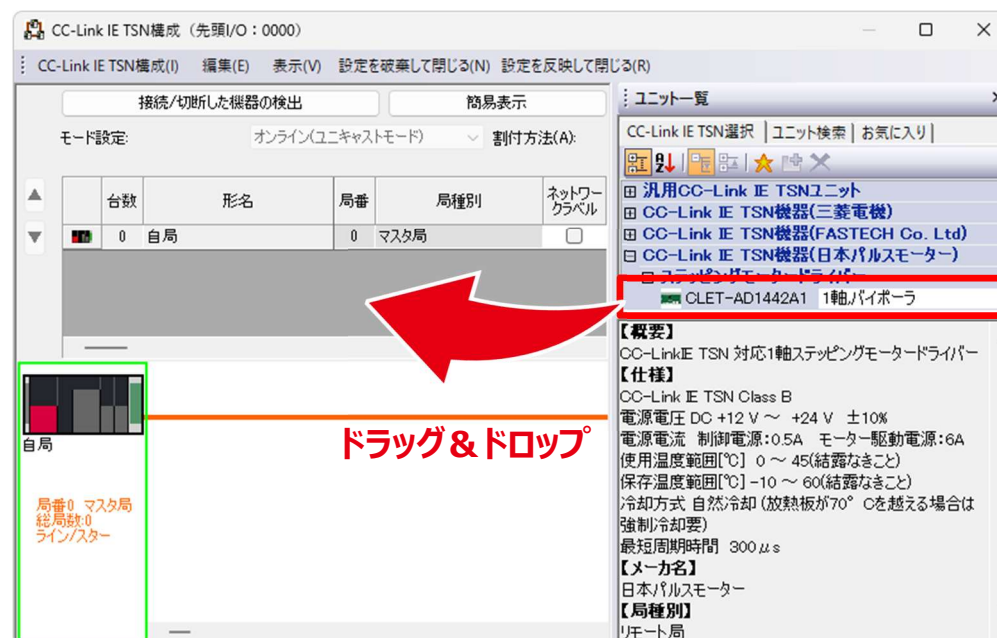 CC-Link IE TSN構成（先頭I/O：0000）
CC-Link IE TSN構成(I) 編集(E) 表示(V) 設定を破棄して閉じる(N) 設定を反映して閉じる(R)
接続/切断した機器の検出 簡易表示
モード設定: オンライン(ユニキャストモード) 割付方法(A):
台数 形名 局番 局種別 ネットワークラベル
0 自局 0 マスタ局
ユニット一覧
CC-Link IE TSN選択 ユニット検索 お気に入り
汎用CC-Link IE TSNユニット
CC-Link IE TSN機器(三菱電機)
CC-Link IE TSN機器(FASTECH Co. Ltd)
CC-Link IE TSN機器(日本パルスモーター)
ステッピングモータードライバー
CLET-AD1442A1 1軸,バイポーラ
【概要】
CC-LinkIE TSN 対応1軸ステッピングモータードライバー
【仕様】
CC-Link IE TSN Class B
電源電圧 DC +12 V ～ +24 V ±10%
電源電流 制御電源:0.5A モーター駆動電源:6A
使用温度範囲[℃] 0 ～ 45(結露なきこと)
保存温度範囲[℃] -10 ～ 60(結露なきこと)
冷却方式 自然冷却 (放熱板が70° Cを越える場合は
強制冷却要)
最短周期時間 300μs
【メーカ名】
日本パルスモーター
【局種別】
リモート局
ドラッグ＆ドロップ
自局
局番0 マスタ局
総局数:0
ライン/スター